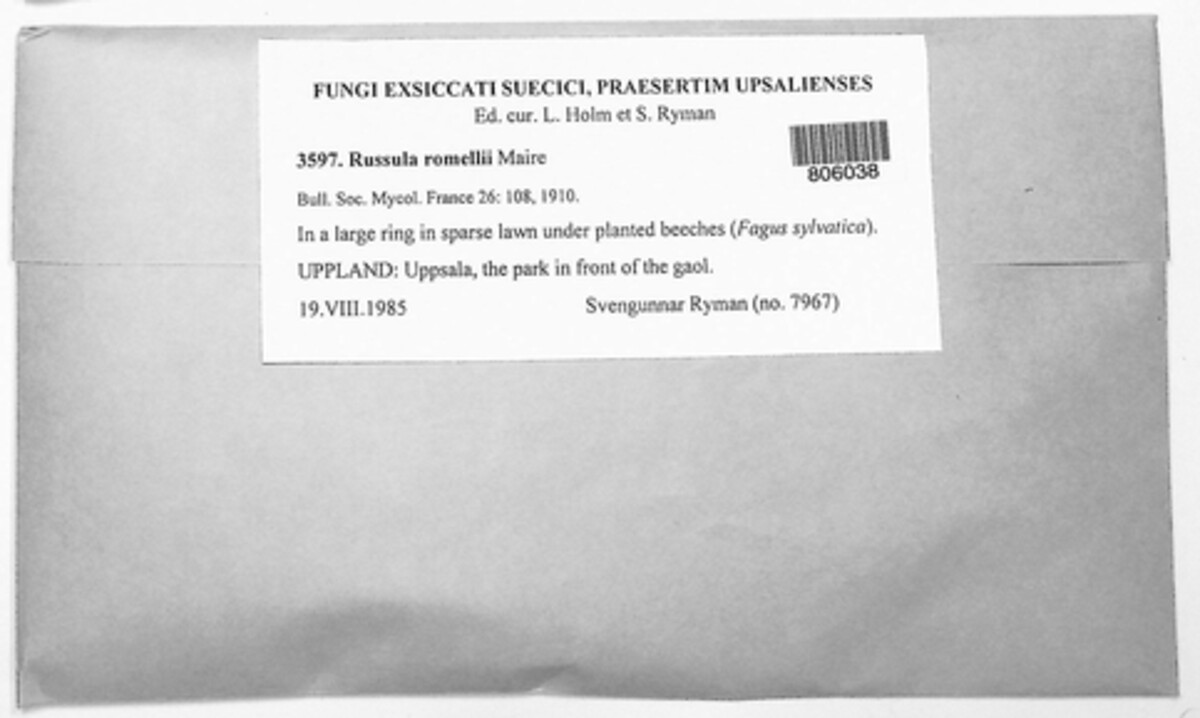 FUNGI EXSICCATI SUECICI, PRAESERTIM UPSALIENSES
Ed. cur. L. Holm et S. Ryman
806038
3597. Russula romellii Maire
Bull. Soc. Mycol. France 26: 108, 1910.
In a large ring in sparse lawn under planted beeches (Fagus sylvatica).
UPPLAND: Uppsala, the park in front of the gaol.
19.VIII.1985 Svengunnar Ryman (no. 7967)